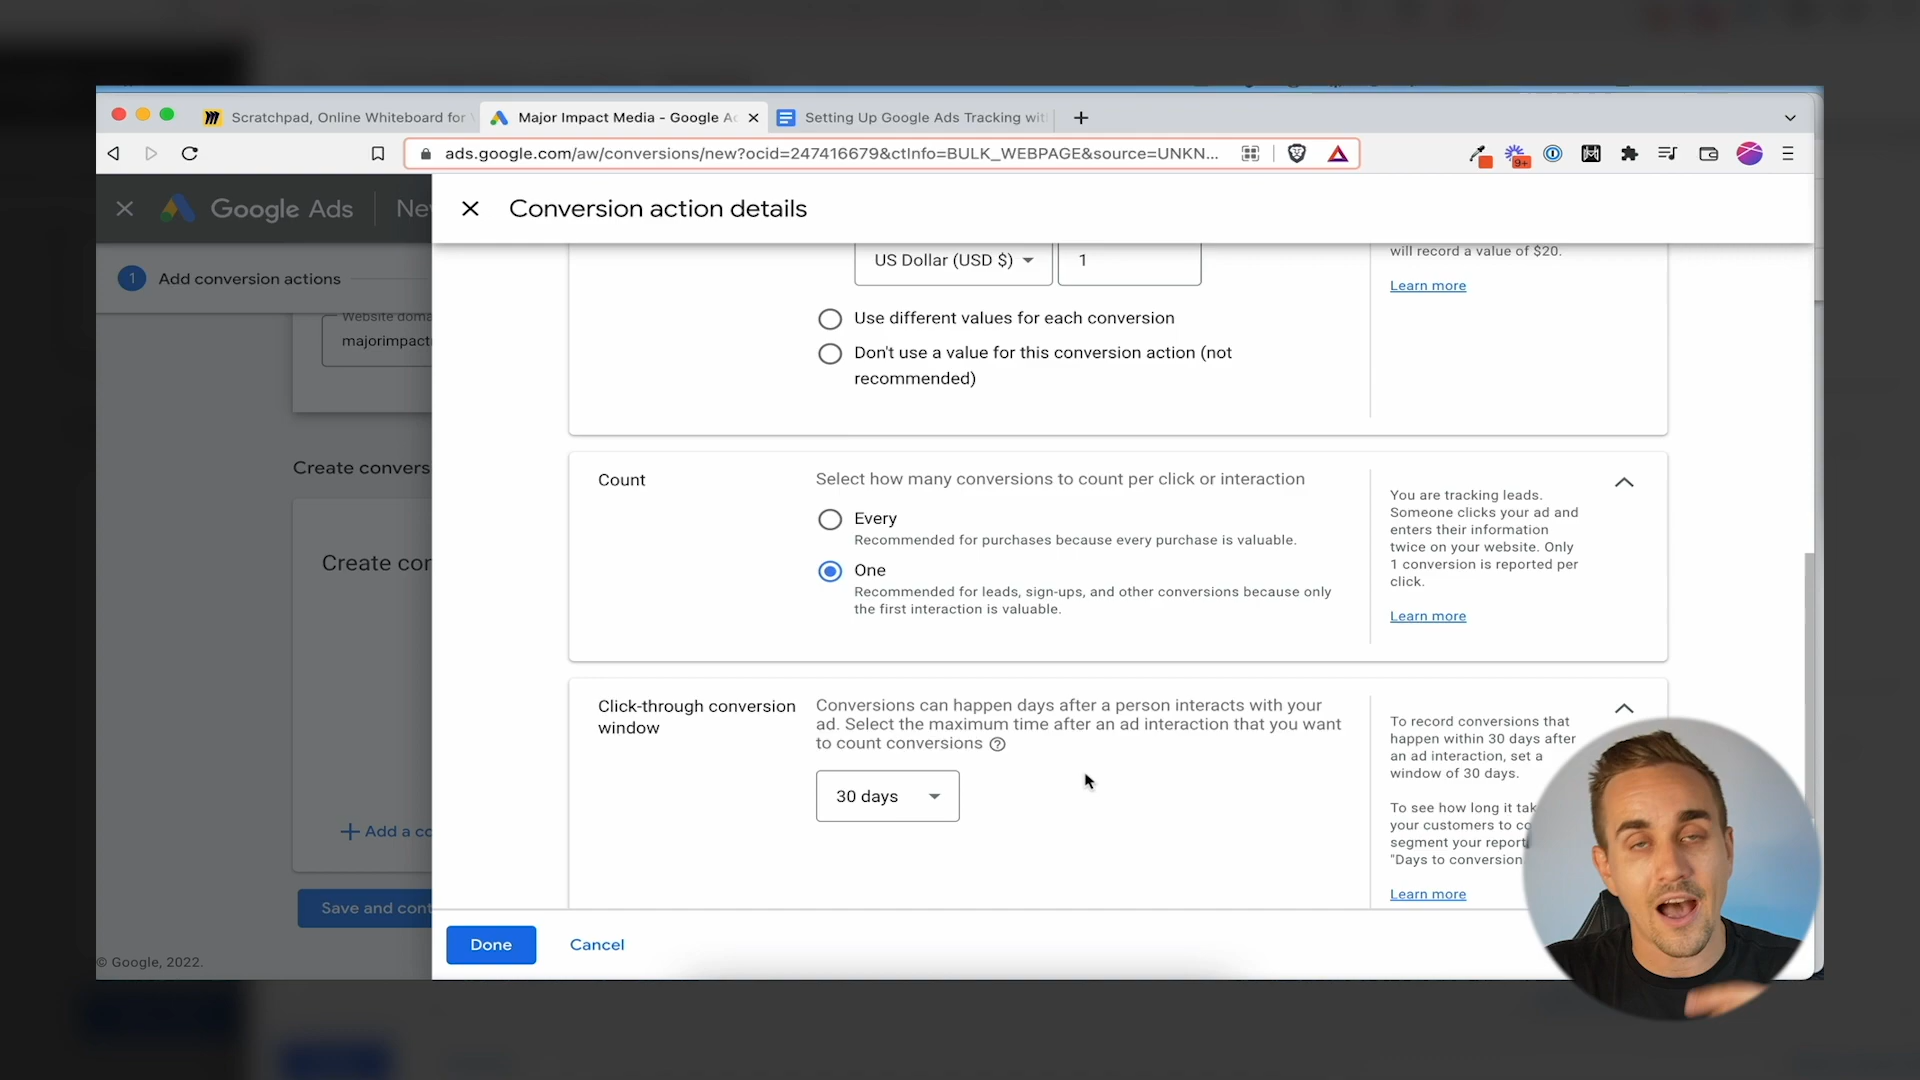 Scratchpad, Online Whiteboard for
Major Impact Media - Google
Setting Up Google Ads Tracking
ads.google.com/aw/conversions/new?ocid=247416679&ctInfo=BULK_WEBPAGE&source=UNKN...
9+
Google Ads
Conversion action details
US Dollar (USD $)
1
will record a value of $20.
Learn more
1
Add conversion actions
Website
Use different values for each conversion
Don't use a value for this conversion action (not
recommended)
Create
Count
Select how many conversions to count per click or interaction
Every
Recommended for purchases because every purchase is valuable.
One
Recommended for leads, sign-ups, and other conversions because only
the first interaction is valuable.
You are tracking leads.
Someone clicks your ad and
enters their information
twice on your website. Only
1 conversion is reported per
click.
Learn more
Create
Click-through conversion
window
Conversions can happen days after a person interacts with your
ad. Select the maximum time after an ad interaction that you want
to count conversions
30 days
To record conversions that
happen within 30 days after
an ad interaction, set a
window of 30 days.
To see how long it
your customers to
segment your
"Days to conversion
Learn more
Add a
Save and
Done
Cancel
© Google, 2022.